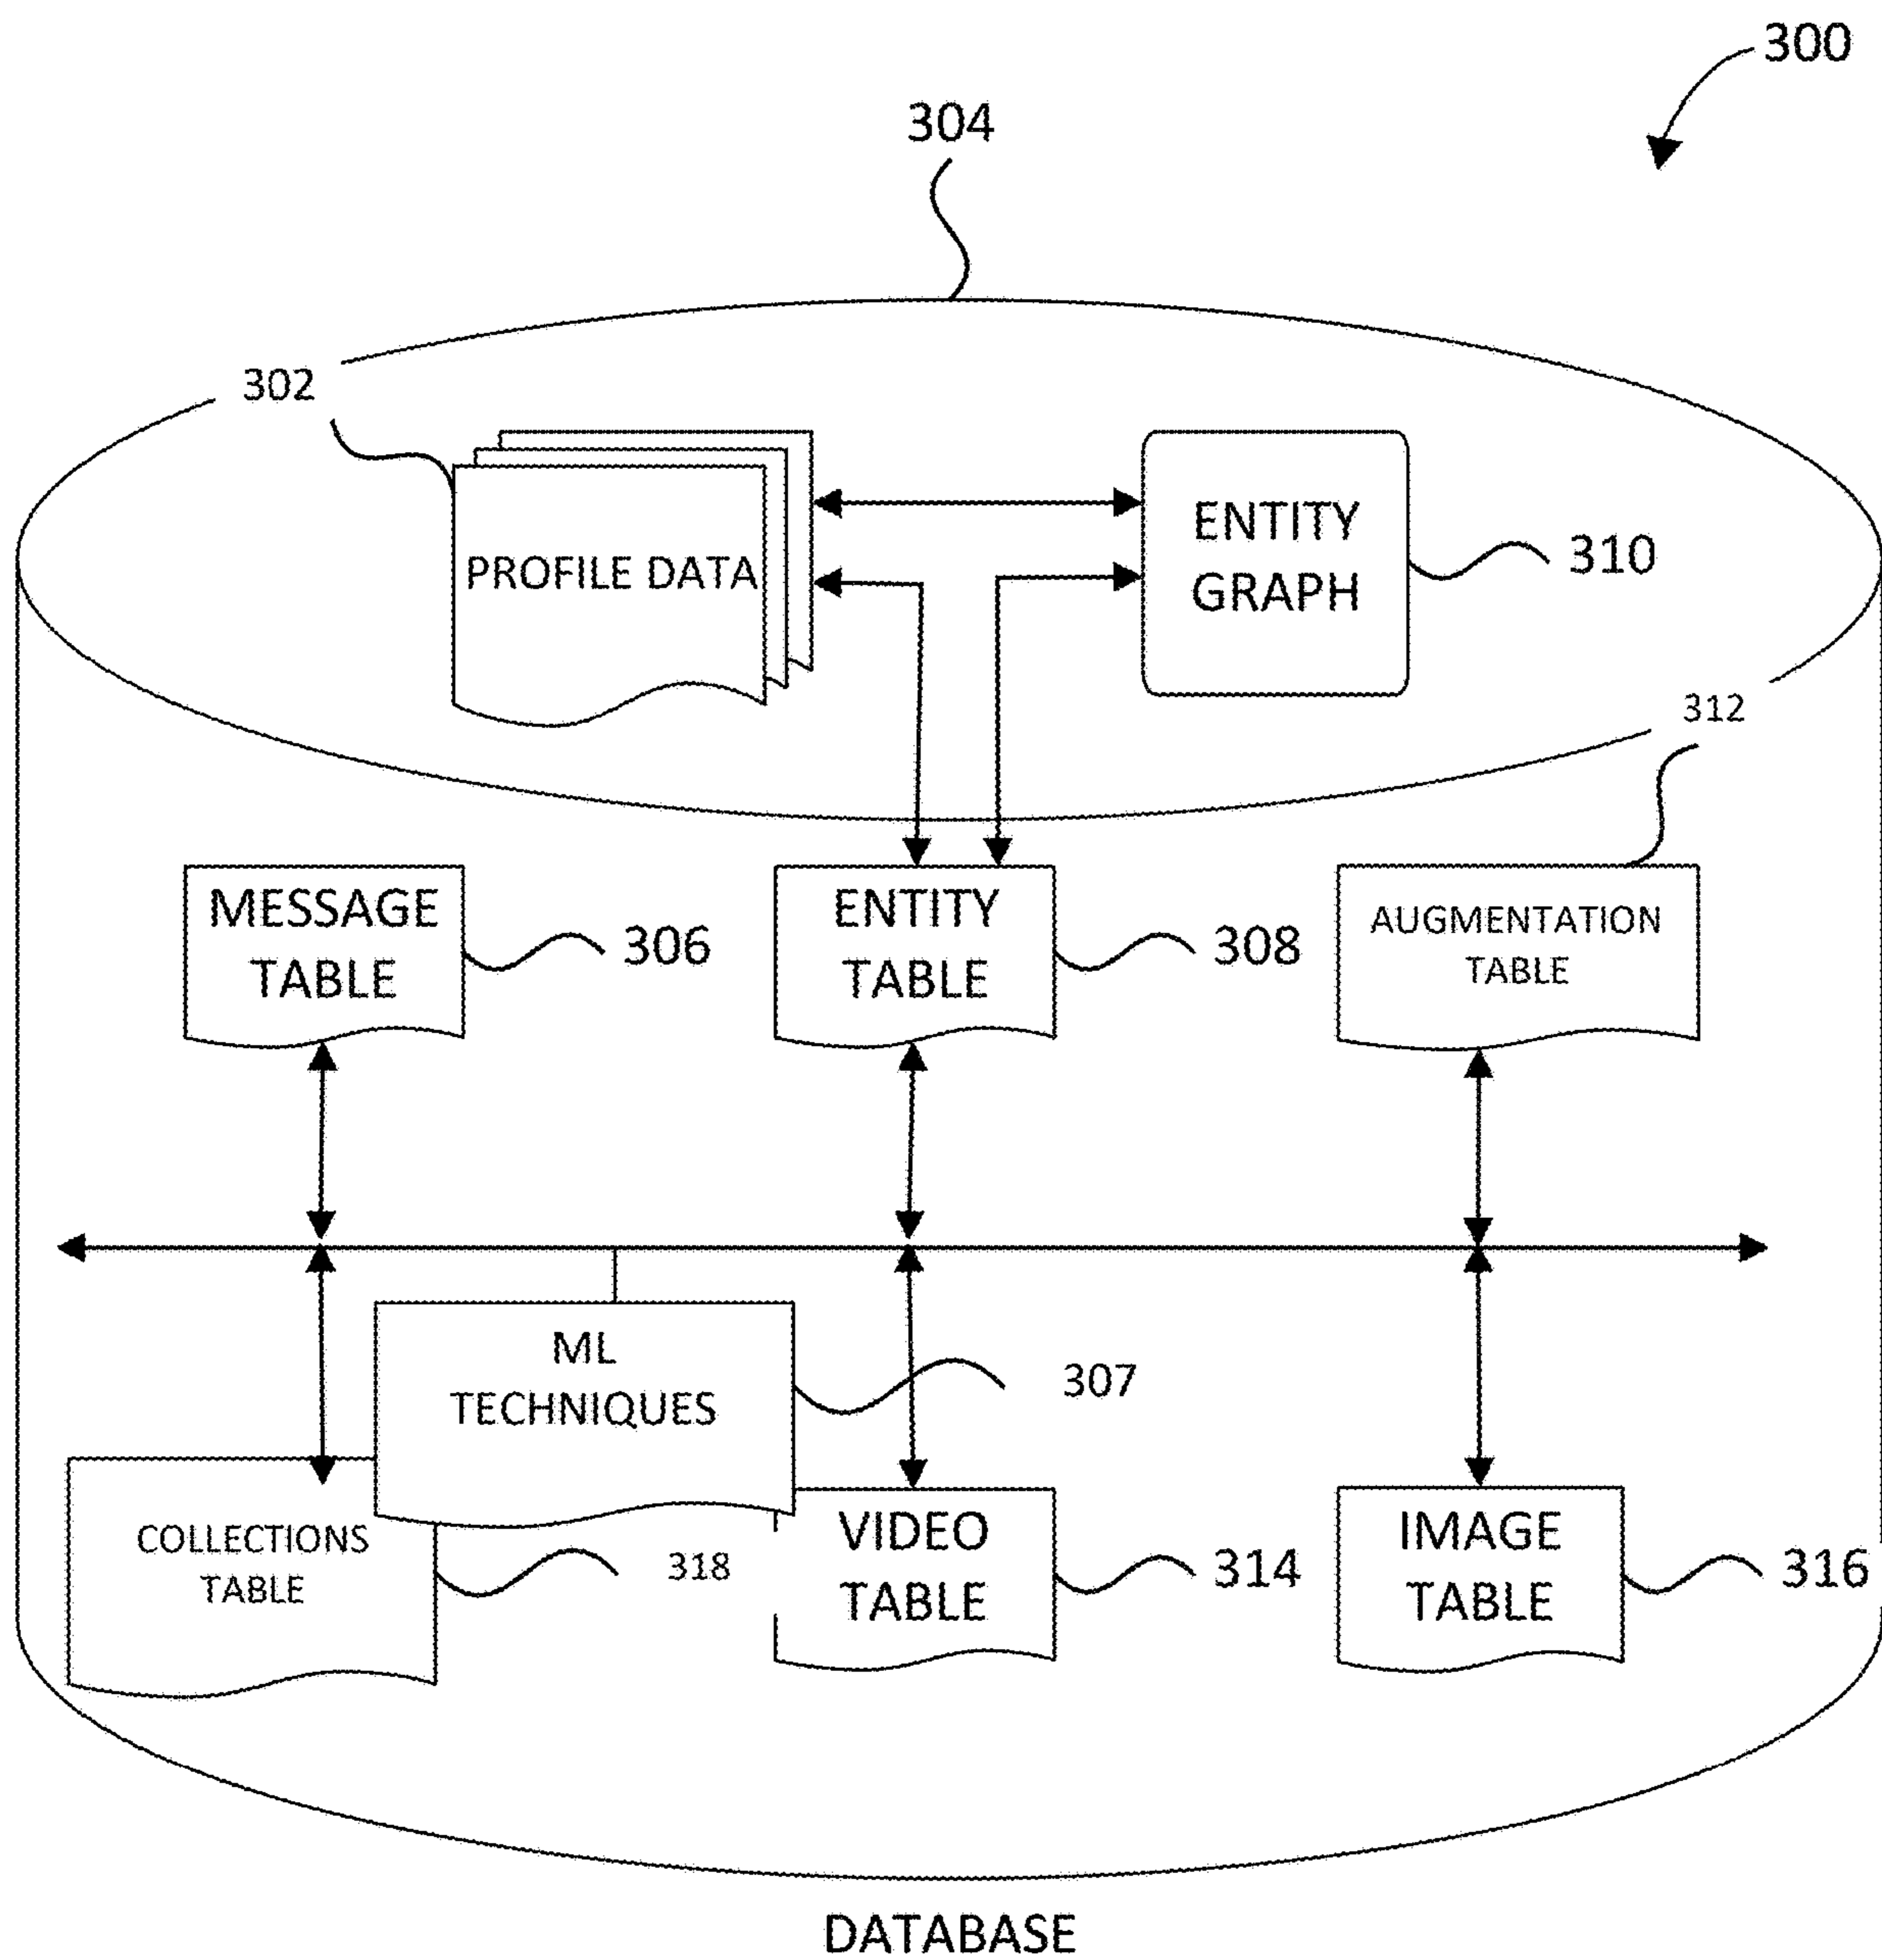 300
304
302
PROFILE DATA
ENTITY
GRAPH
310
312
MESSAGE
TABLE
306
ENTITY
TABLE
308
AUGMENTATION
TABLE
ML
TECHNIQUES
307
COLLECTIONS
TABLE
318
VIDEO
TABLE
314
IMAGE
TABLE
316
DATABASE